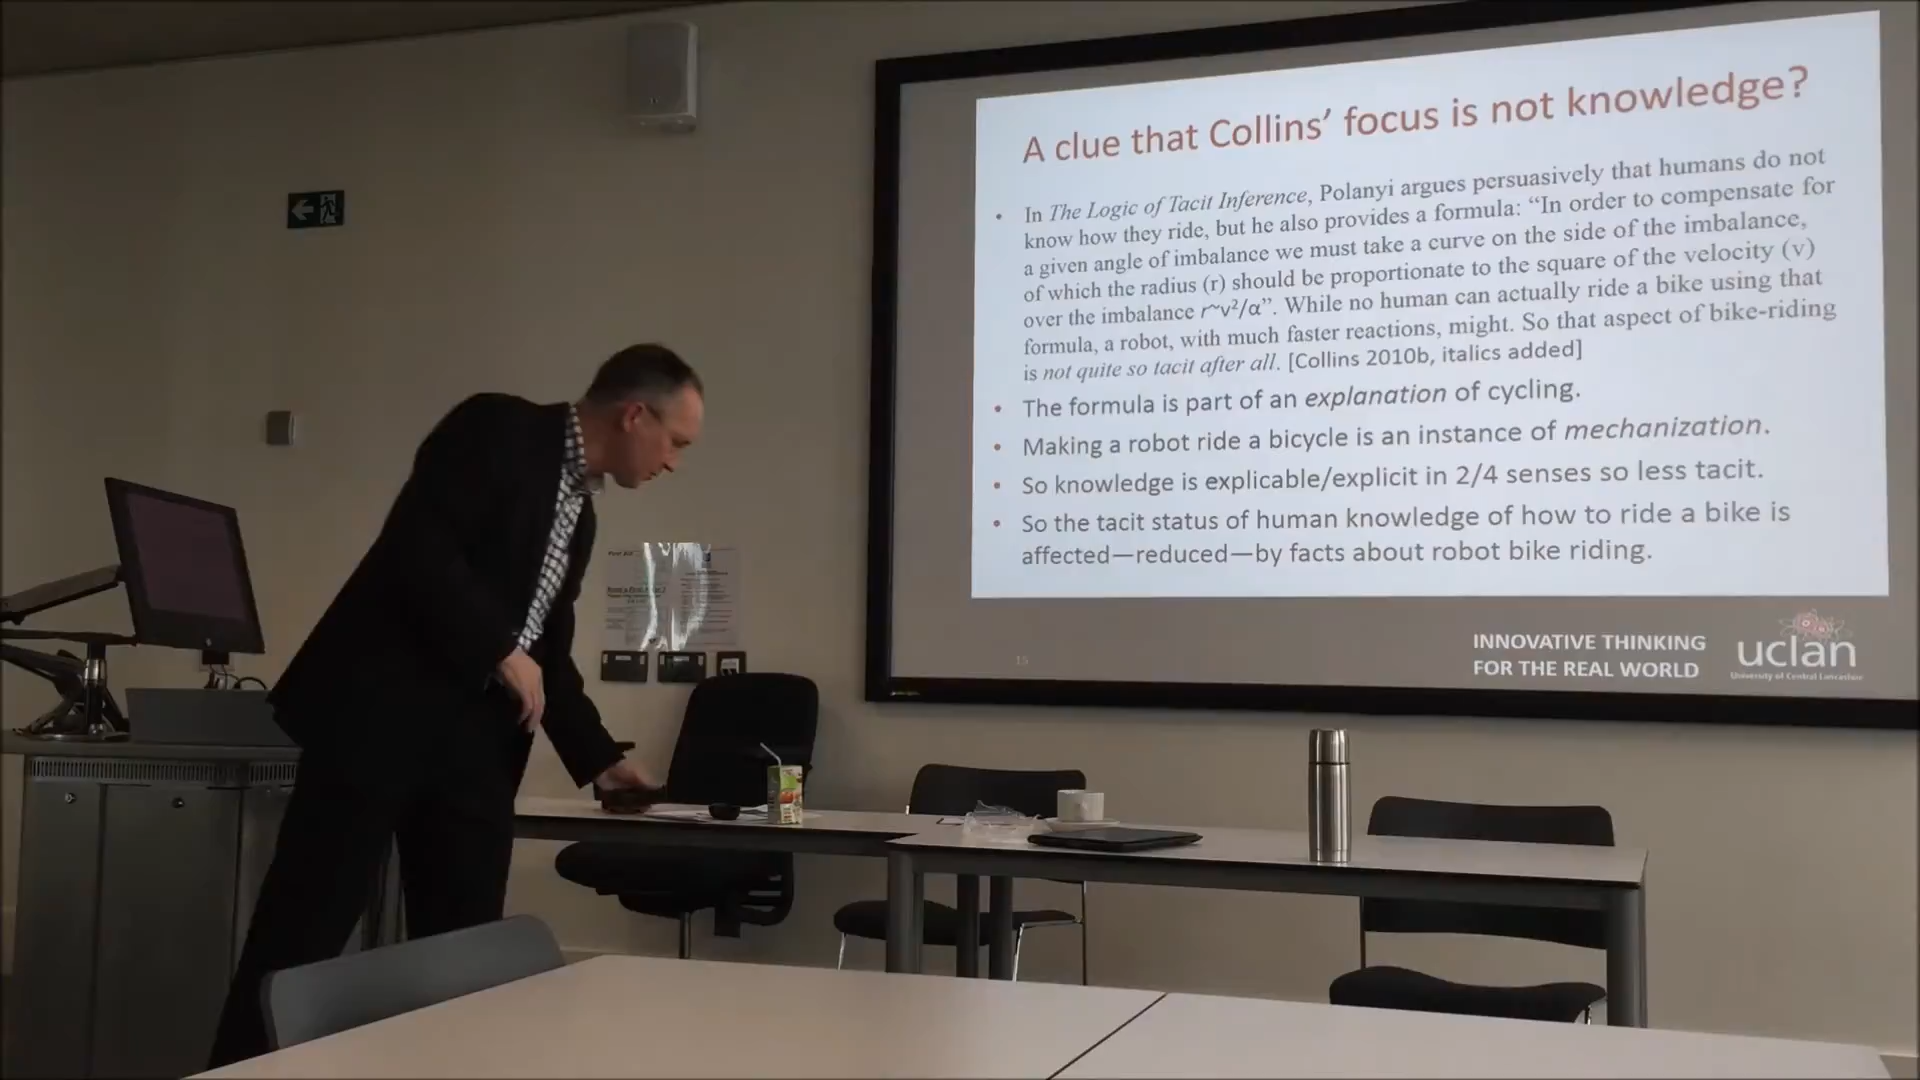 A clue that Collins’ focus is not knowledge?
• In The Logic of Tacit Inference, Polanyi argues persuasively that humans do not
know how they ride, but he also provides a formula: “In order to compensate for
a given angle of imbalance we must take a curve on the side of the imbalance,
of which the radius (r) should be proportionate to the square of the velocity (v)
over the imbalance r~v²/α”. While no human can actually ride a bike using that
formula, a robot, with much faster reactions, might. So that aspect of bike-riding
is not quite so tacit after all. [Collins 2010b, italics added]
• The formula is part of an explanation of cycling.
• Making a robot ride a bicycle is an instance of mechanization.
• So knowledge is explicable/explicit in 2/4 senses so less tacit.
• So the tacit status of human knowledge of how to ride a bike is
affected—reduced—by facts about robot bike riding.
15
INNOVATIVE THINKING
FOR THE REAL WORLD
uclan
University of Central Lancashire